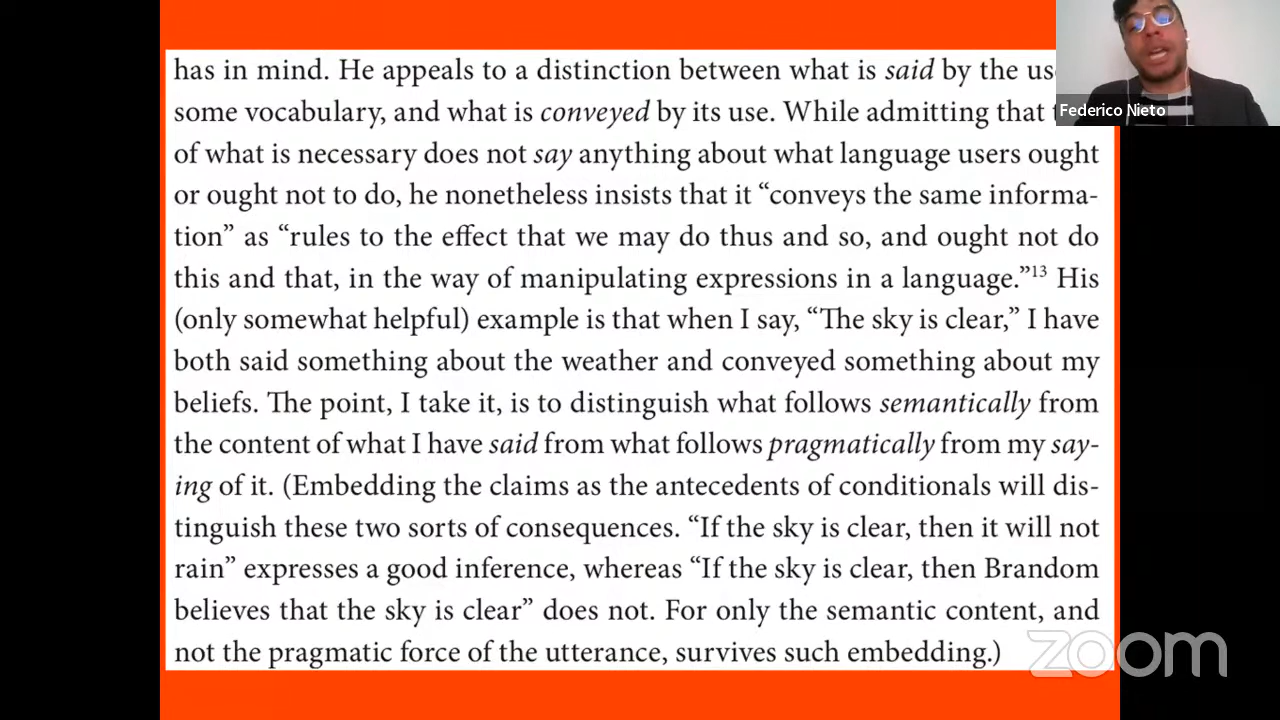 has in mind. He appeals to a distinction between what is said by the
some vocabulary, and what is conveyed by its use. While admitting that
Federico Nieto
of what is necessary does not say anything about what language users ought
or ought not to do, he nonetheless insists that it “conveys the same informa-
tion” as “rules to the effect that we may do thus and so, and ought not do
this and that, in the way of manipulating expressions in a language.”13 His
(only somewhat helpful) example is that when I say, “The sky is clear,” I have
both said something about the weather and conveyed something about my
beliefs. The point, I take it, is to distinguish what follows semantically from
the content of what I have said from what follows pragmatically from my say-
ing of it. (Embedding the claims as the antecedents of conditionals will dis-
tinguish these two sorts of consequences. “If the sky is clear, then it will not
rain” expresses a good inference, whereas “If the sky is clear, then Brandom
believes that the sky is clear” does not. For only the semantic content, and
not the pragmatic force of the utterance, survives such embedding.)
zoom